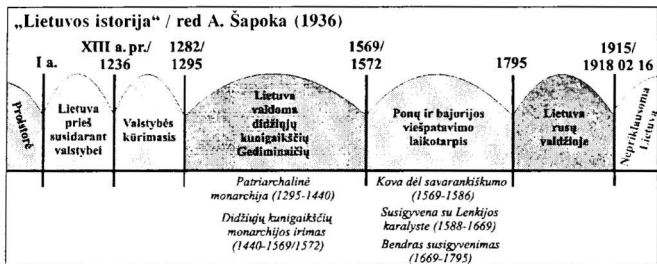 „Lietuvos istorija“ / red A. Šapoka (1936)
I a.
XIII a. pr./
1236
1282/
1295
1569/
1572
1795
1915/
1918 02 16
Proistorė
Lietuva
prieš
susidarant
valstybei
Valstybės
kūrimasis
Lietuva
valdoma
didžiųjų
kunigaikščių
Gediminaičių
Ponų ir bajorijos
viešpatavimo
laikotarpis
Lietuva
rusų
valdžioje
Nepriklausoma
Lietuva
Patriarchalinė
monarchija (1295-1440)
Didžiųjų kunigaikščių
monarchijos irimas
(1440-1569/1572)
Kova dėl savarankiškumo
(1569-1586)
Susigyvena su Lenkijos
karalyste (1588-1669)
Bendras susigyvenimas
(1669-1795)